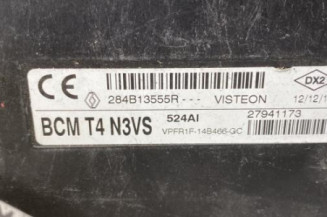 CE 284B13555R--- VISTEON DX2
BCM T4 N3VS 524AI 27941173 12/12/1
VPFR1F-14B466-GC